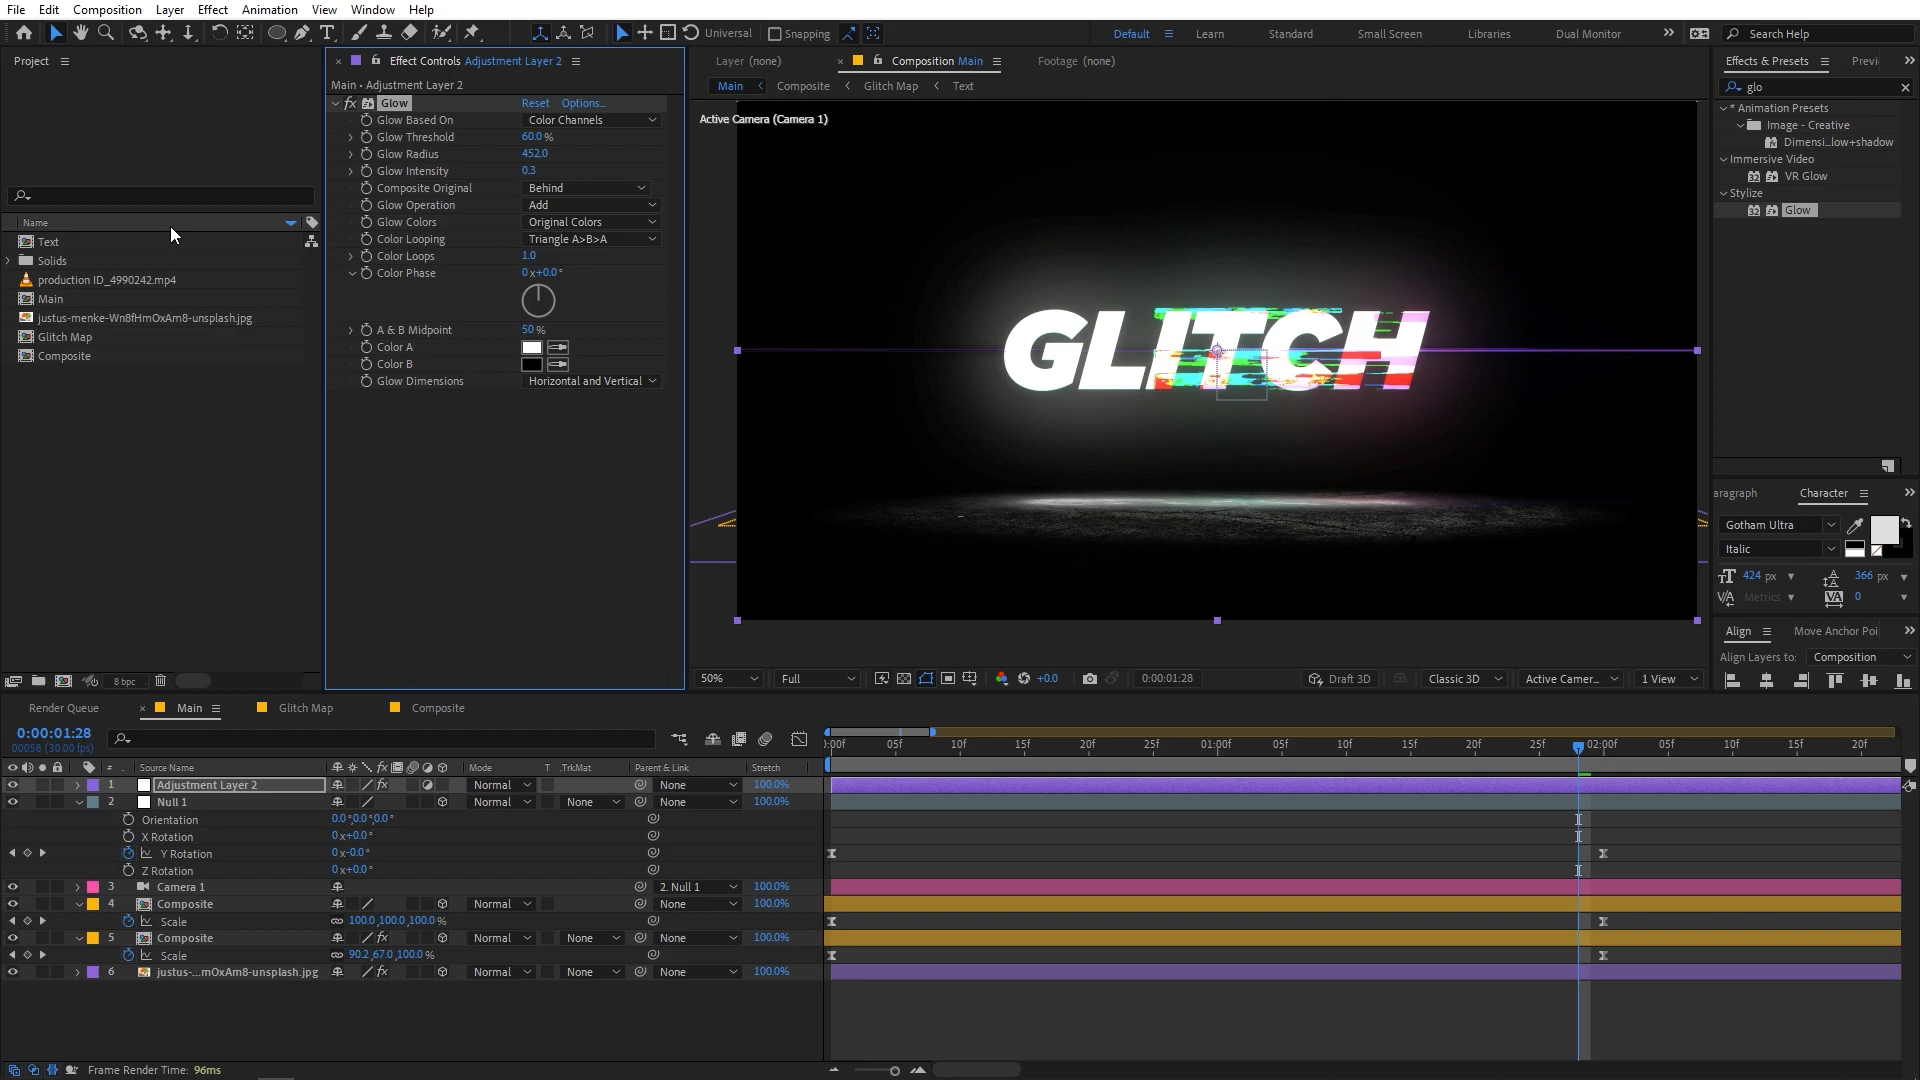 File Edit Composition Layer Effect Animation View Window Help
Universal Snapping Default Learn Standard Small Screen Libraries Dual Monitor Search Help
Project
Name
Text
Solids
production ID_4990242.mp4
Main
justus-menke-Wn8fHmOxAm8-unsplash.jpg
Glitch Map
Composite
8 bpc
Effect Controls Adjustment Layer 2
Main • Adjustment Layer 2
fx Glow Reset Options...
Glow Based On Color Channels
Glow Threshold 60.0 %
Glow Radius 452.0
Glow Intensity 0.3
Composite Original Behind
Glow Operation Add
Glow Colors Original Colors
Color Looping Triangle A>B>A
Color Loops 1.0
Color Phase 0 x+0.0 °
A & B Midpoint 50 %
Color A
Color B
Glow Dimensions Horizontal and Vertical
Layer (none) Composition Main Footage (none)
Main Composite Glitch Map Text
Active Camera (Camera 1)
GLITCH
50% Full +0.0 0:00:01:28 Draft 3D Classic 3D Active Camer... 1 View
Effects & Presets Previ
glo
* Animation Presets
Image - Creative
Dimensi...low+shadow
Immersive Video
VR Glow
Stylize
Glow
aragraph Character
Gotham Ultra
Italic
424 px 366 px
Metrics 0
Align Move Anchor Poi
Align Layers to: Composition
Render Queue Main Glitch Map Composite
0:00:01:28
00058 (30.00 fps)
:00f 05f 10f 15f 20f 25f 01:00f 05f 10f 15f 20f 25f 02:00f 05f 10f 15f 20f
# Source Name Mode T .TrkMat Parent & Link Stretch
1 Adjustment Layer 2 Normal None 100.0%
2 Null 1 Normal None None 100.0%
Orientation 0.0°,0.0°,0.0°
X Rotation 0 x+0.0 °
Y Rotation 0 x-0.0 °
Z Rotation 0 x+0.0 °
3 Camera 1 2. Null 1 100.0%
4 Composite Normal None 100.0%
Scale 100.0,100.0,100.0 %
5 Composite Normal None None 100.0%
Scale 90.2,67.0,100.0 %
6 justus-...mOxAm8-unsplash.jpg Normal None None 100.0%
Frame Render Time: 96ms